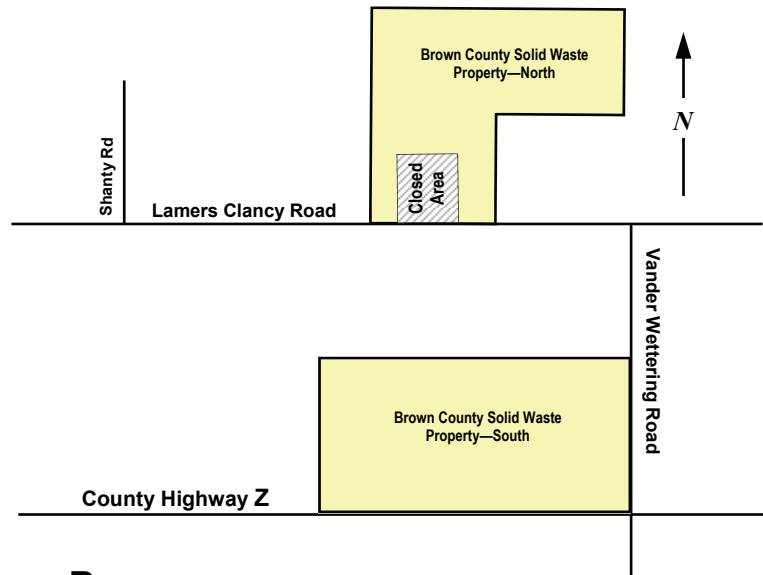 Brown County Solid Waste
Property—North
N
Shanty Rd
Closed
Area
Lamers Clancy Road
Vander Wettering Road
Brown County Solid Waste
Property—South
County Highway Z